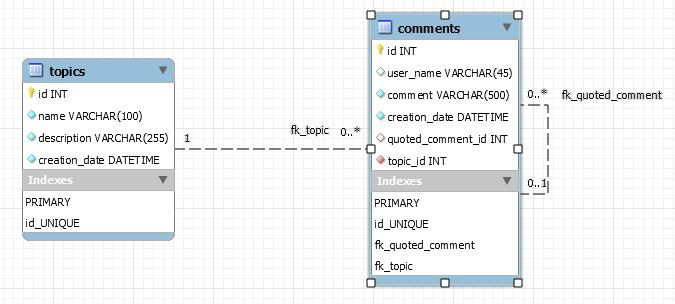 topics
id INT
name VARCHAR(100)
description VARCHAR(255)
creation_date DATETIME
Indexes
PRIMARY
id_UNIQUE
1
fk_topic
0..*
comments
id INT
user_name VARCHAR(45)
comment VARCHAR(500)
creation_date DATETIME
quoted_comment_id INT
topic_id INT
Indexes
PRIMARY
id_UNIQUE
fk_quoted_comment
fk_topic
0..*
fk_quoted_comment
0..1